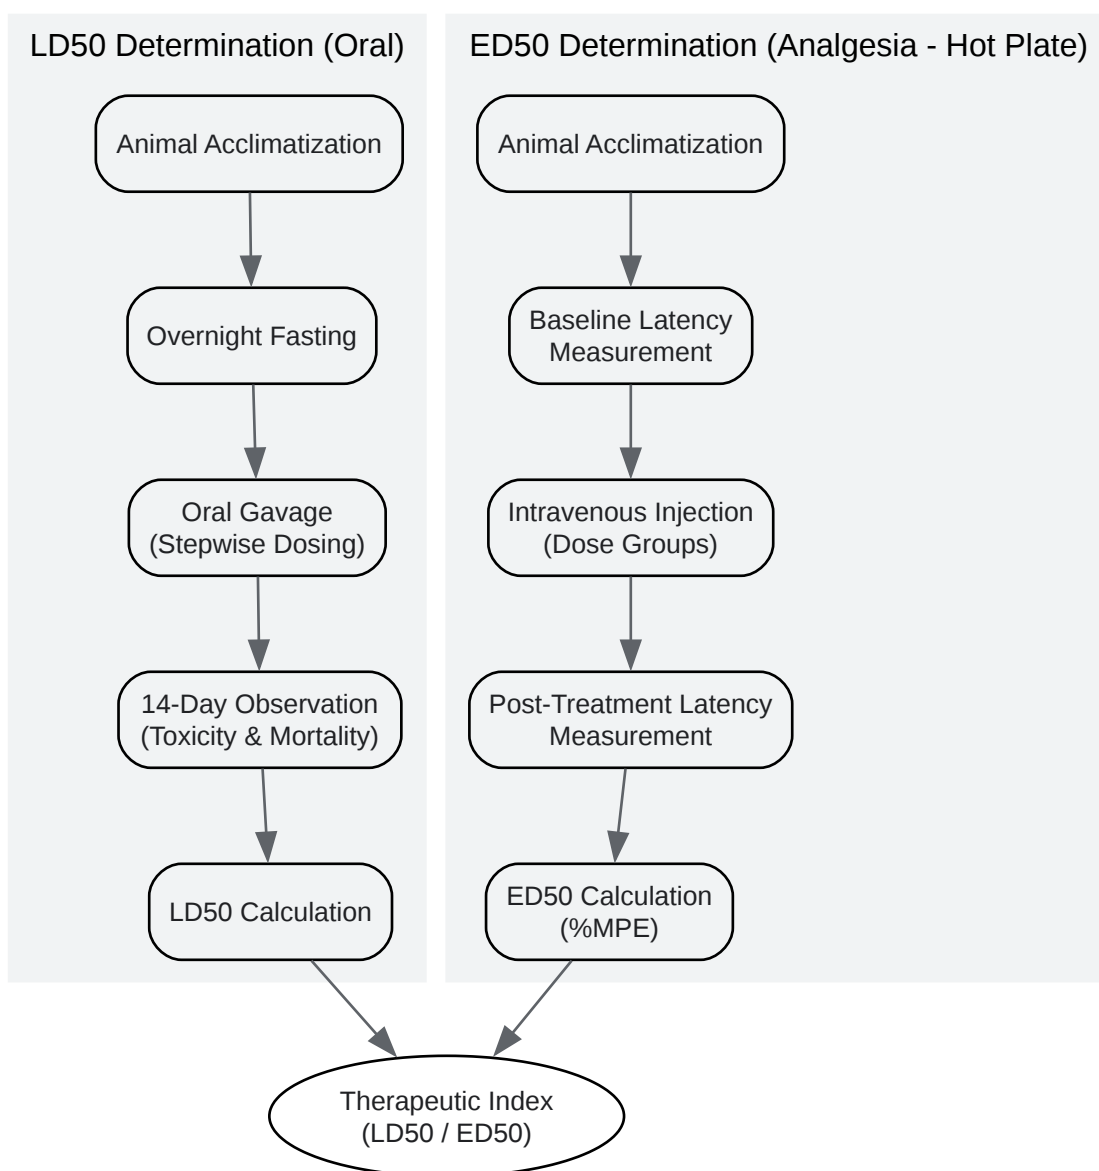 LD50 Determination (Oral)
Animal Acclimatization
Overnight Fasting
Oral Gavage
(Stepwise Dosing)
14-Day Observation
(Toxicity & Mortality)
LD50 Calculation
ED50 Determination (Analgesia - Hot Plate)
Animal Acclimatization
Baseline Latency
Measurement
Intravenous Injection
(Dose Groups)
Post-Treatment Latency
Measurement
ED50 Calculation
(%MPE)
Therapeutic Index
(LD50 / ED50)